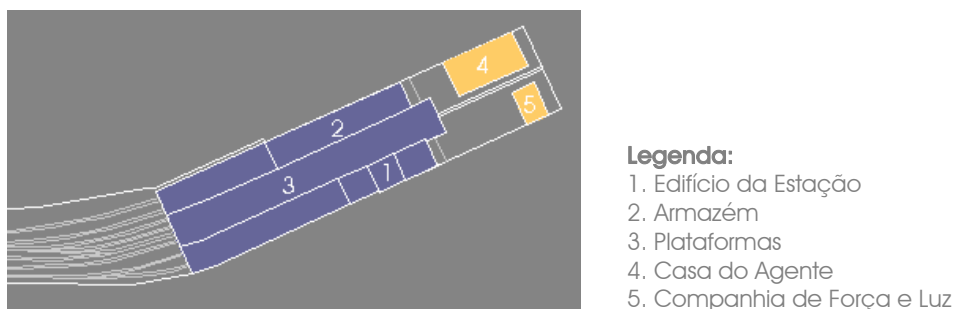 4
5
2
1
3
Legenda:
1. Edifício da Estação
2. Armazém
3. Plataformas
4. Casa do Agente
5. Companhia de Força e Luz